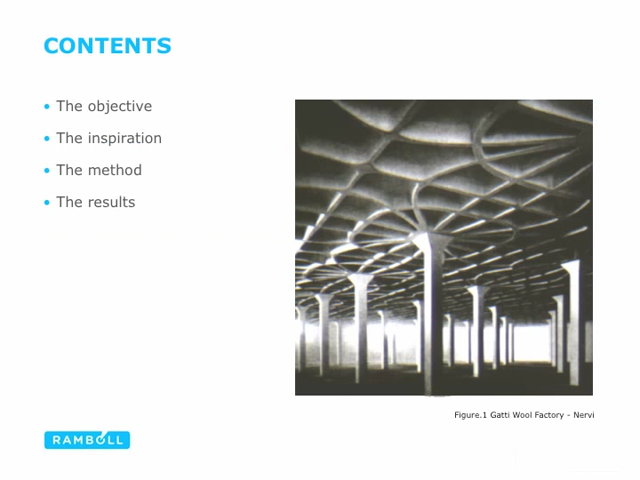 CONTENTS
• The objective
• The inspiration
• The method
• The results
Figure.1 Gatti Wool Factory - Nervi
RAMBOLL